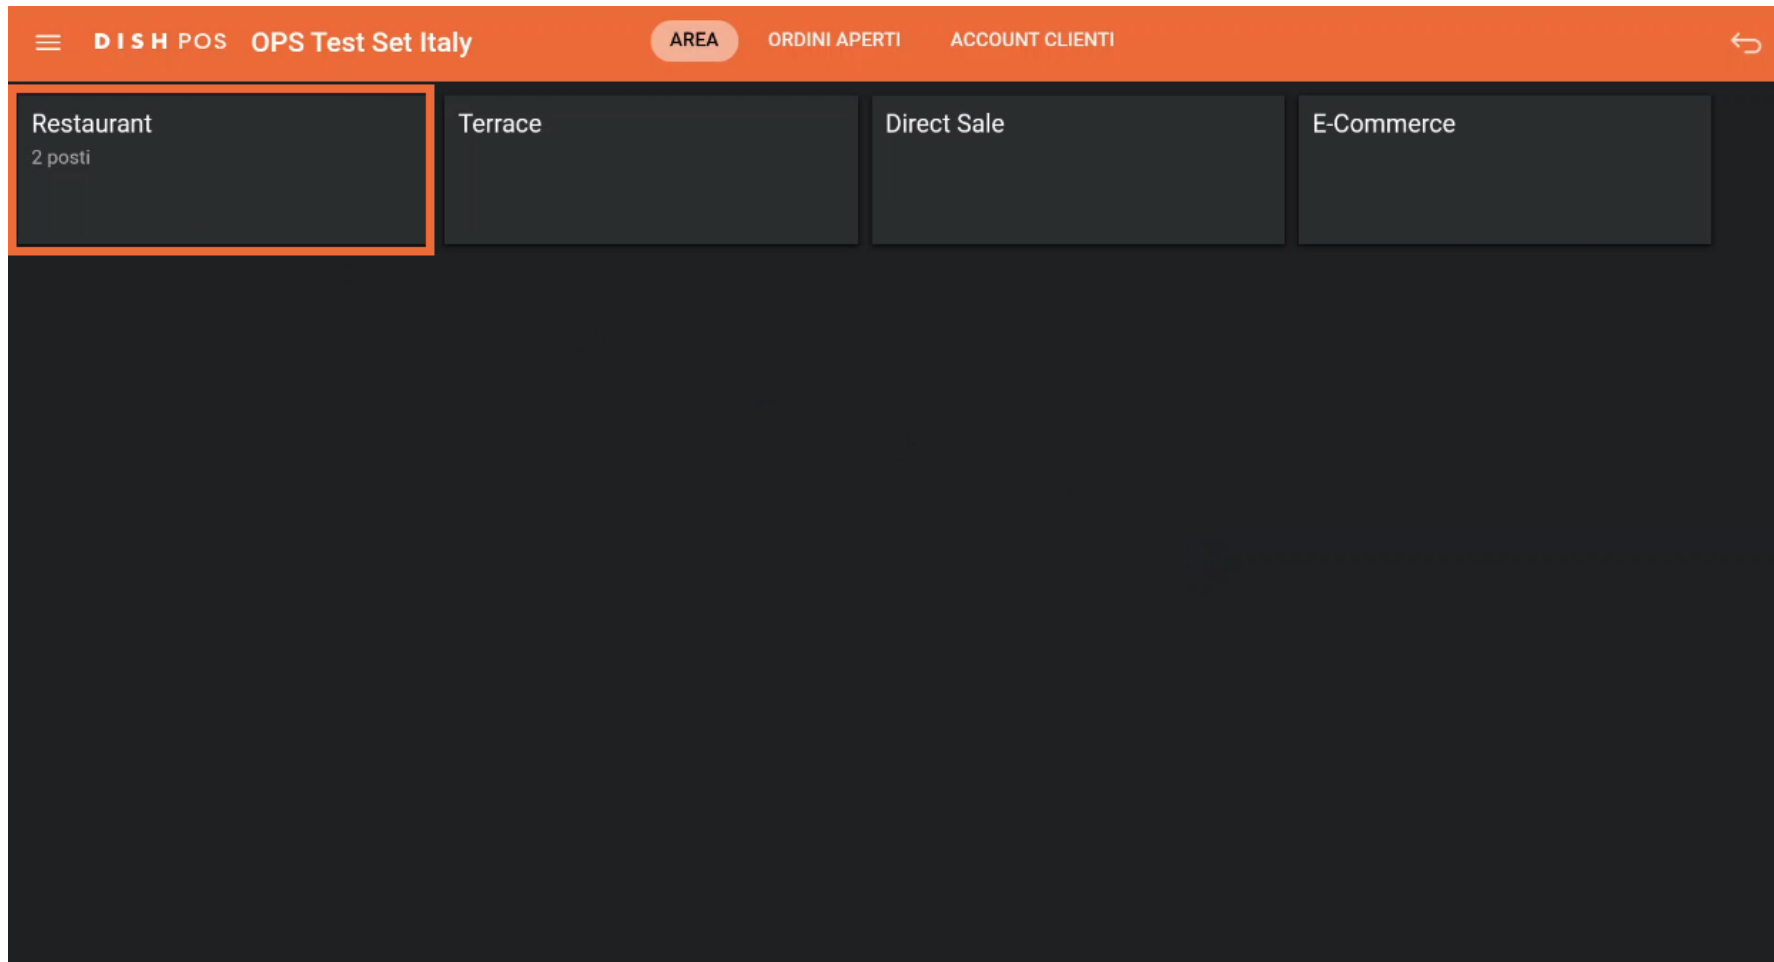 DISH POS OPS Test Set Italy AREA ORDINI APERTI ACCOUNT CLIENTI
Restaurant
2 posti
Terrace
Direct Sale
E-Commerce